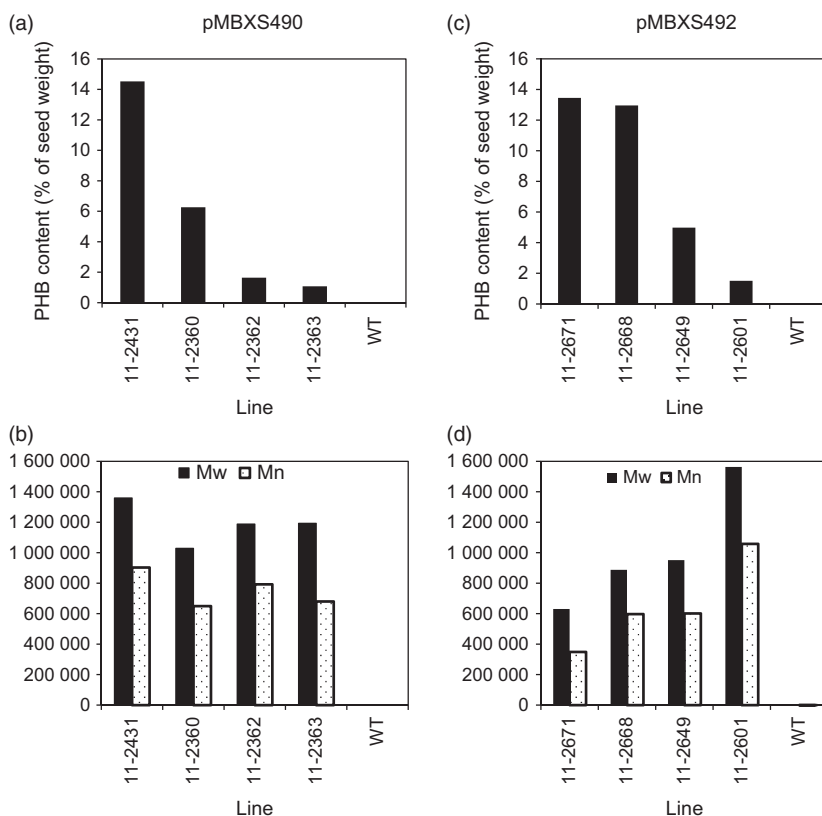 (a)
pMBXS490
PHB content (% of seed weight)
16
14
12
10
8
6
4
2
0
11-2431
11-2360
11-2362
11-2363
WT
Line
(c)
pMBXS492
PHB content (% of seed weight)
16
14
12
10
8
6
4
2
0
11-2671
11-2668
11-2649
11-2601
WT
Line
(b)
1 600 000
1 400 000
1 200 000
1 000 000
800 000
600 000
400 000
200 000
0
Mw Mn
11-2431
11-2360
11-2362
11-2363
WT
Line
(d)
1 600 000
1 400 000
1 200 000
1 000 000
800 000
600 000
400 000
200 000
0
Mw Mn
11-2671
11-2668
11-2649
11-2601
WT
Line